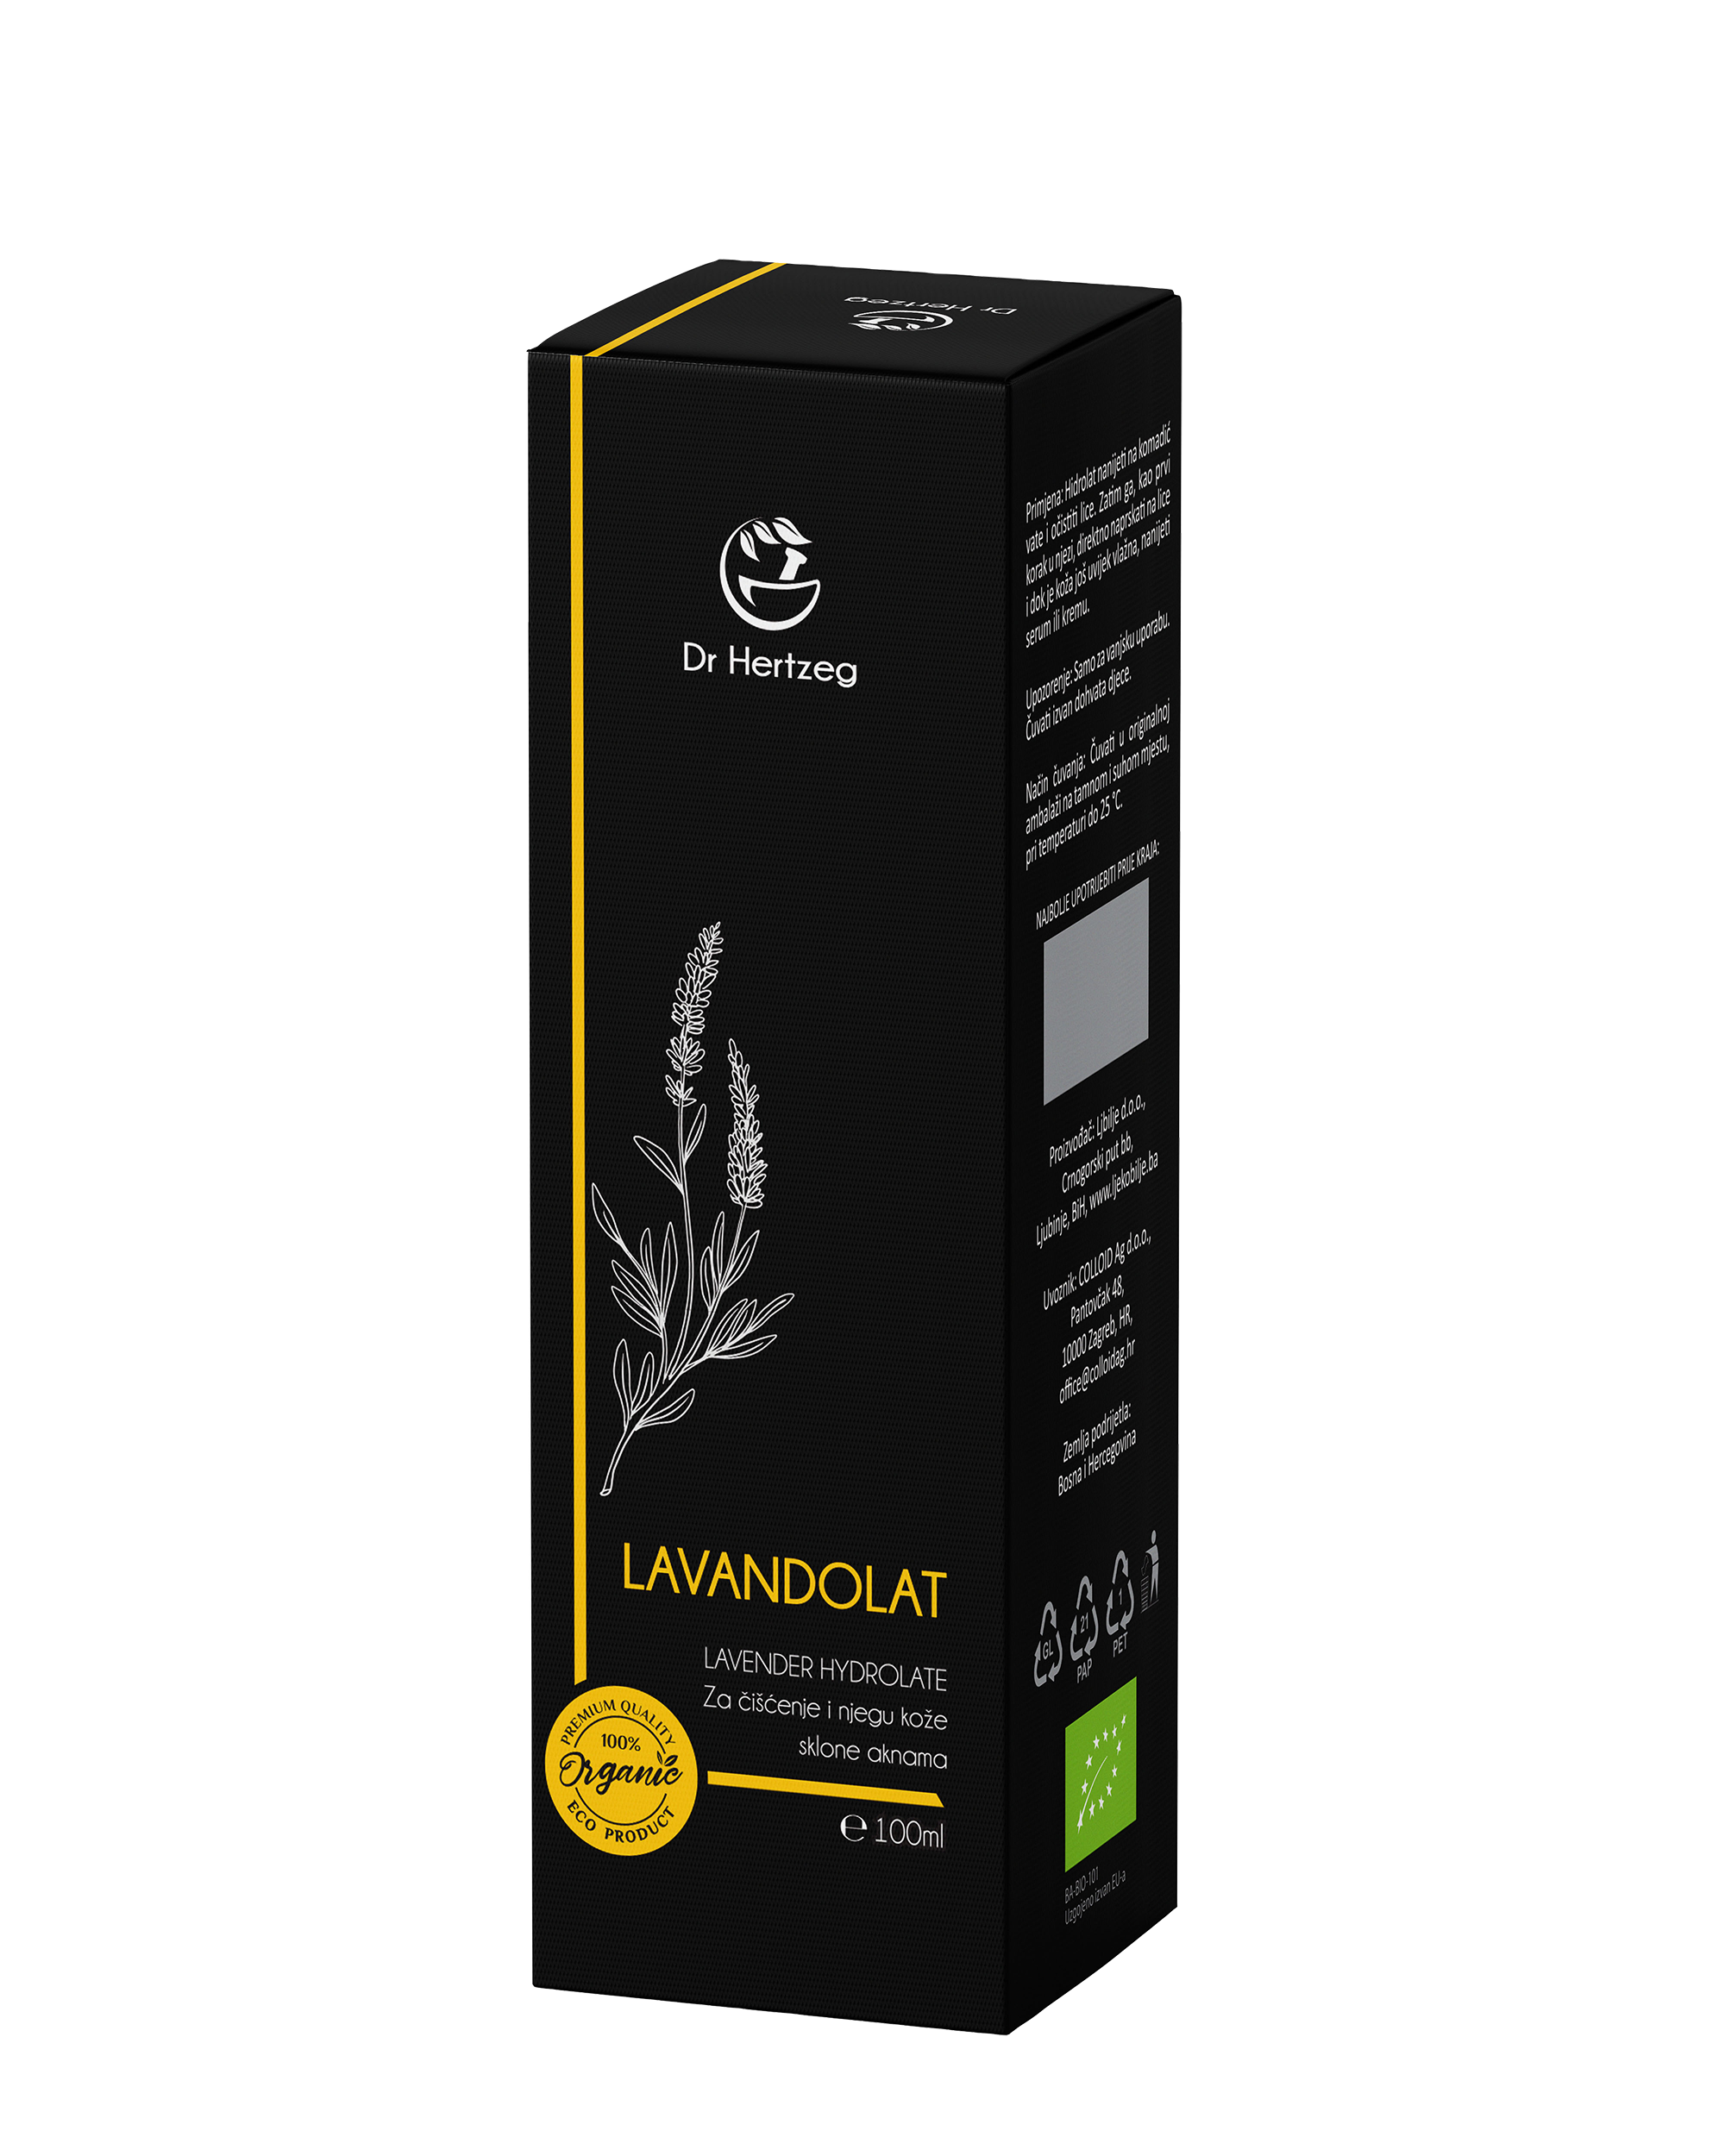 Dr Hertzeg
Dr Hertzeg
LAVANDOLAT
LAVENDER HYDROLATE
Za čišćenje i njegu kože
sklone aknama
℮ 100ml
PREMIUM QUALITY
100%
Organic
ECO PRODUCT
Primjena: Hidrolat nanijeti na komadić
vate i očistiti lice. Zatim ga, kao prvi
korak u njezi, direktno naprskati na lice
i dok je koža još uvijek vlažna, nanijeti
serum ili kremu.
Upozorenje: Samo za vanjsku uporabu.
Čuvati izvan dohvata djece.
Način čuvanja: Čuvati u originalnoj
ambalaži na tamnom i suhom mjestu,
pri temperaturi do 25 °C.
NAJBOLJE UPOTRIJEBITI PRIJE KRAJA:
Proizvođač: Ljbilje d.o.o.,
Crnogorski put bb,
Ljubinje, BiH, www.ljekobilje.ba
Uvoznik: COLLOID Ag d.o.o.,
Pantovčak 48,
10000 Zagreb, HR,
office@colloidag.hr
Zemlja podrijetla:
Bosna i Hercegovina
GL
21
PAP
1
PET
BA-BIO-101
Uzgojeno izvan EU-a